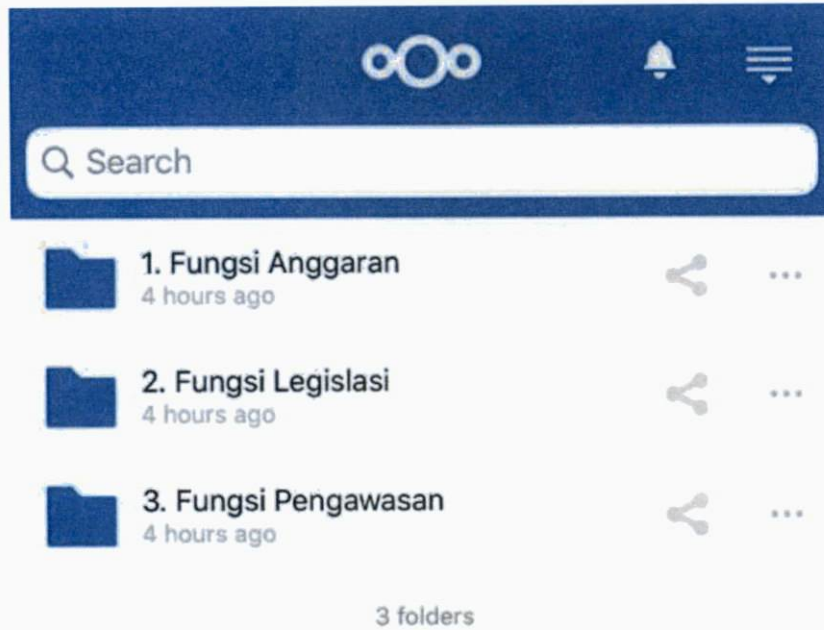 Search
1. Fungsi Anggaran
4 hours ago
2. Fungsi Legislasi
4 hours ago
3. Fungsi Pengawasan
4 hours ago
3 folders